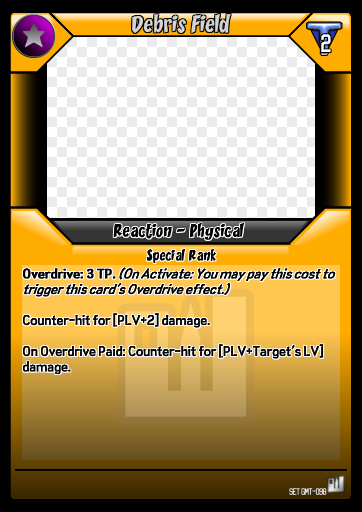 Debris Field
2
Reaction - Physical
Special Rank
Overdrive: 3 TP. (On Activate: You may pay this cost to
trigger this card's Overdrive effect.)
Counter-hit for [PLV+2] damage.
On Overdrive Paid: Counter-hit for [PLV+Target's LV]
damage.
SET GMT-098